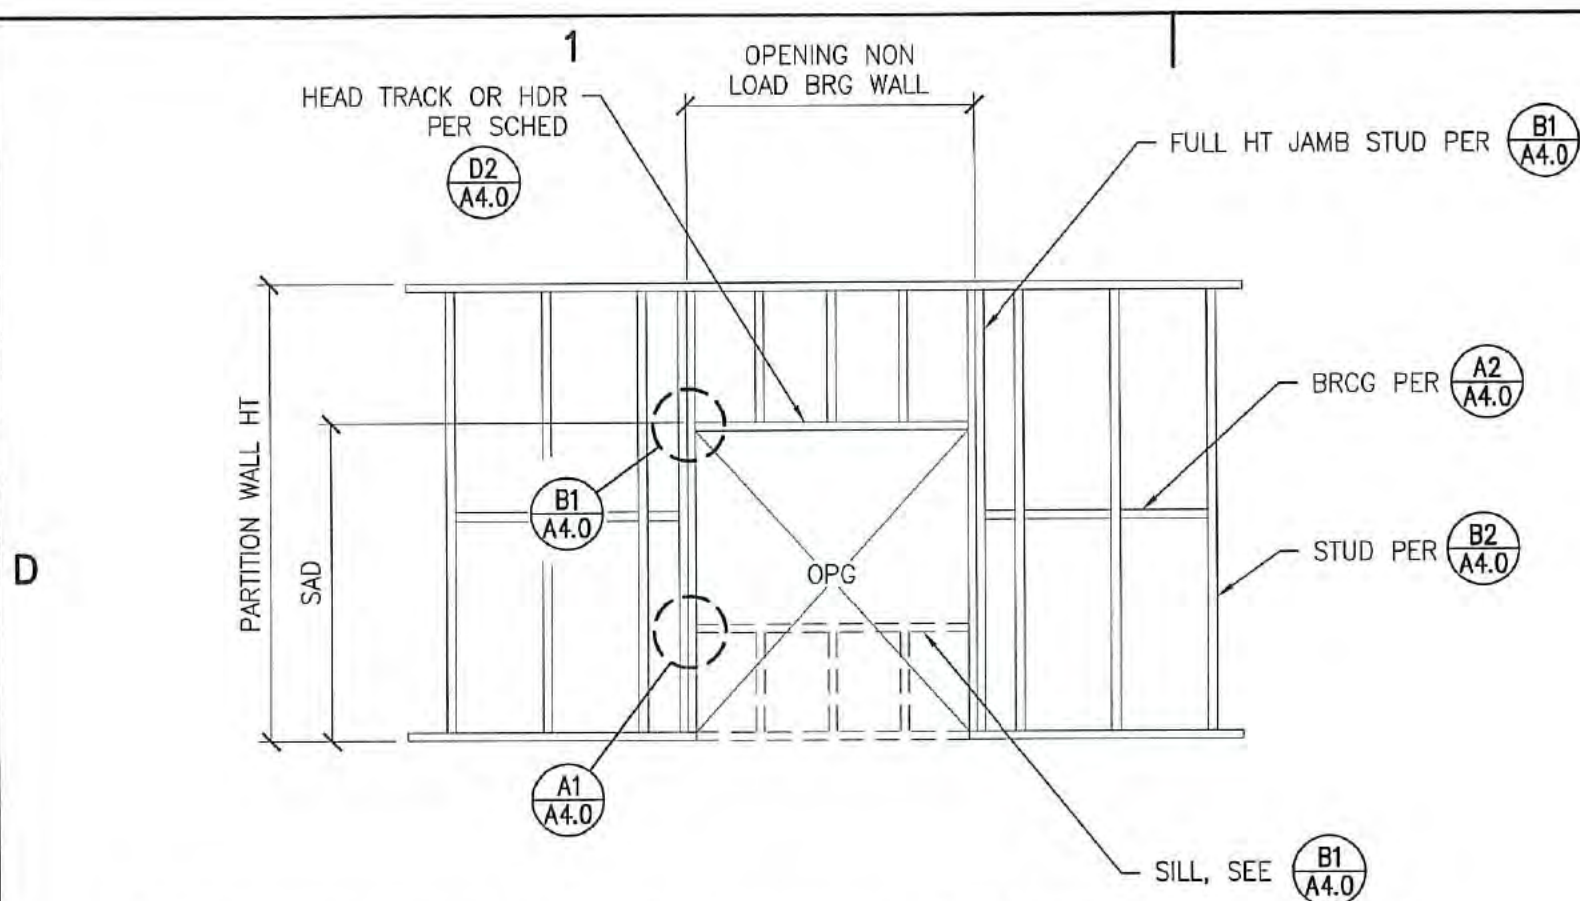 1
OPENING NON
LOAD BRG WALL
HEAD TRACK OR HDR
PER SCHED
D2
A4.0
FULL HT JAMB STUD PER
B1
A4.0
BRCG PER
A2
A4.0
PARTITION WALL HT
SAD
B1
A4.0
D
OPG
STUD PER
B2
A4.0
A1
A4.0
SILL, SEE
B1
A4.0